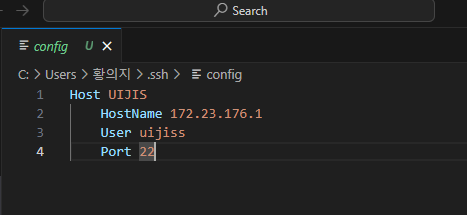 Search
config U
C: > Users > 황의지 > .ssh > config
1 Host UIJIS
2 HostName 172.23.176.1
3 User uijiss
4 Port 22